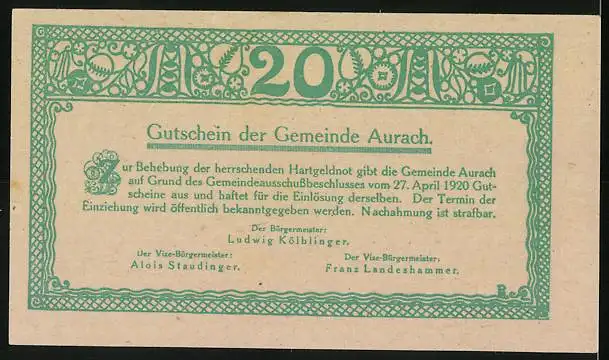 20
Gutschein der Gemeinde Aurach.
Zur Behebung der herrschenden Hartgeldnot gibt die Gemeinde Aurach
auf Grund des Gemeindeausschußbeschlusses vom 27. April 1920 Gut-
scheine aus und haftet für die Einlösung derselben. Der Termin der
Einziehung wird öffentlich bekanntgegeben werden. Nachahmung ist strafbar.
Der Bürgermeister:
Ludwig Kölblinger.
Der Vize-Bürgermeister: Der Vize-Bürgermeister:
Alois Staudinger. Franz Landeshammer.